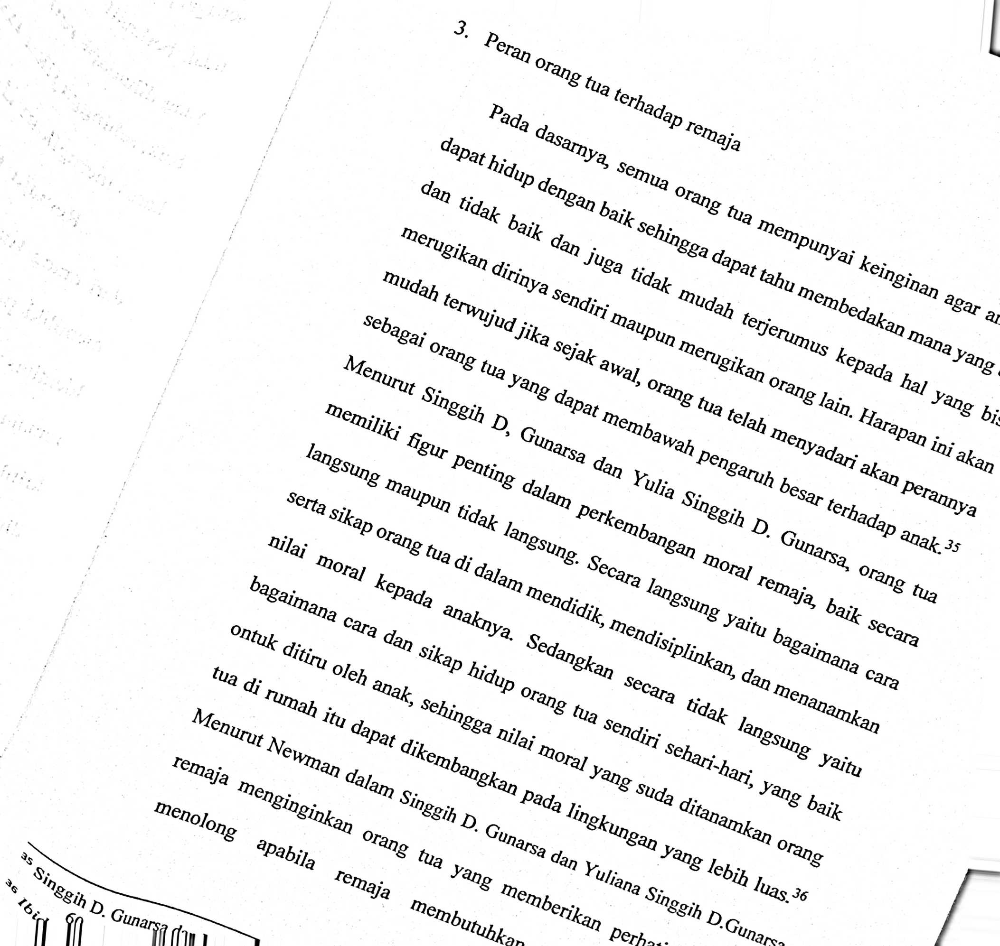 3. Peran orang tua terhadap remaja
Pada dasarnya, semua orang tua mempunyai keinginan agar
dapat hidup dengan baik sehingga dapat tahu membedakan mana yang
dan tidak baik dan juga tidak mudah terjerumus kepada hal yang
merugikan dirinya sendiri maupun merugikan orang lain. Harapan ini akan
mudah terwujud jika sejak awal, orang tua telah menyadari akan perannya
sebagai orang tua yang dapat membawah pengaruh besar terhadap anak.³⁵
Menurut Singgih D, Gunarsa dan Yulia Singgih D. Gunarsa, orang tua
memiliki figur penting dalam perkembangan moral remaja, baik secara
langsung maupun tidak langsung. Secara langsung yaitu bagaimana cara
serta sikap orang tua di dalam mendidik, mendisiplinkan, dan menanamkan
nilai moral kepada anaknya. Sedangkan secara tidak langsung yaitu
bagaimana cara dan sikap hidup orang tua sendiri sehari-hari, yang baik
ontuk ditiru oleh anak, sehingga nilai moral yang suda ditanamkan orang
tua di rumah itu dapat dikembangkan pada lingkungan yang lebih luas.³⁶
Menurut Newman dalam Singgih D. Gunarsa dan Yuliana Singgih D.Gunarsa
remaja menginginkan orang tua yang memberikan
menolong apabila remaja membutuhkan
³⁵ Singgih D. Gunarsa
³⁶ Ibid